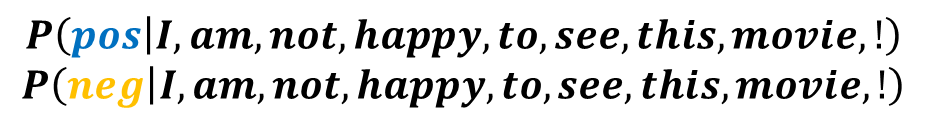 P(pos|I, am, not, happy, to, see, this, movie, !)
P(neg|I, am, not, happy, to, see, this, movie, !)